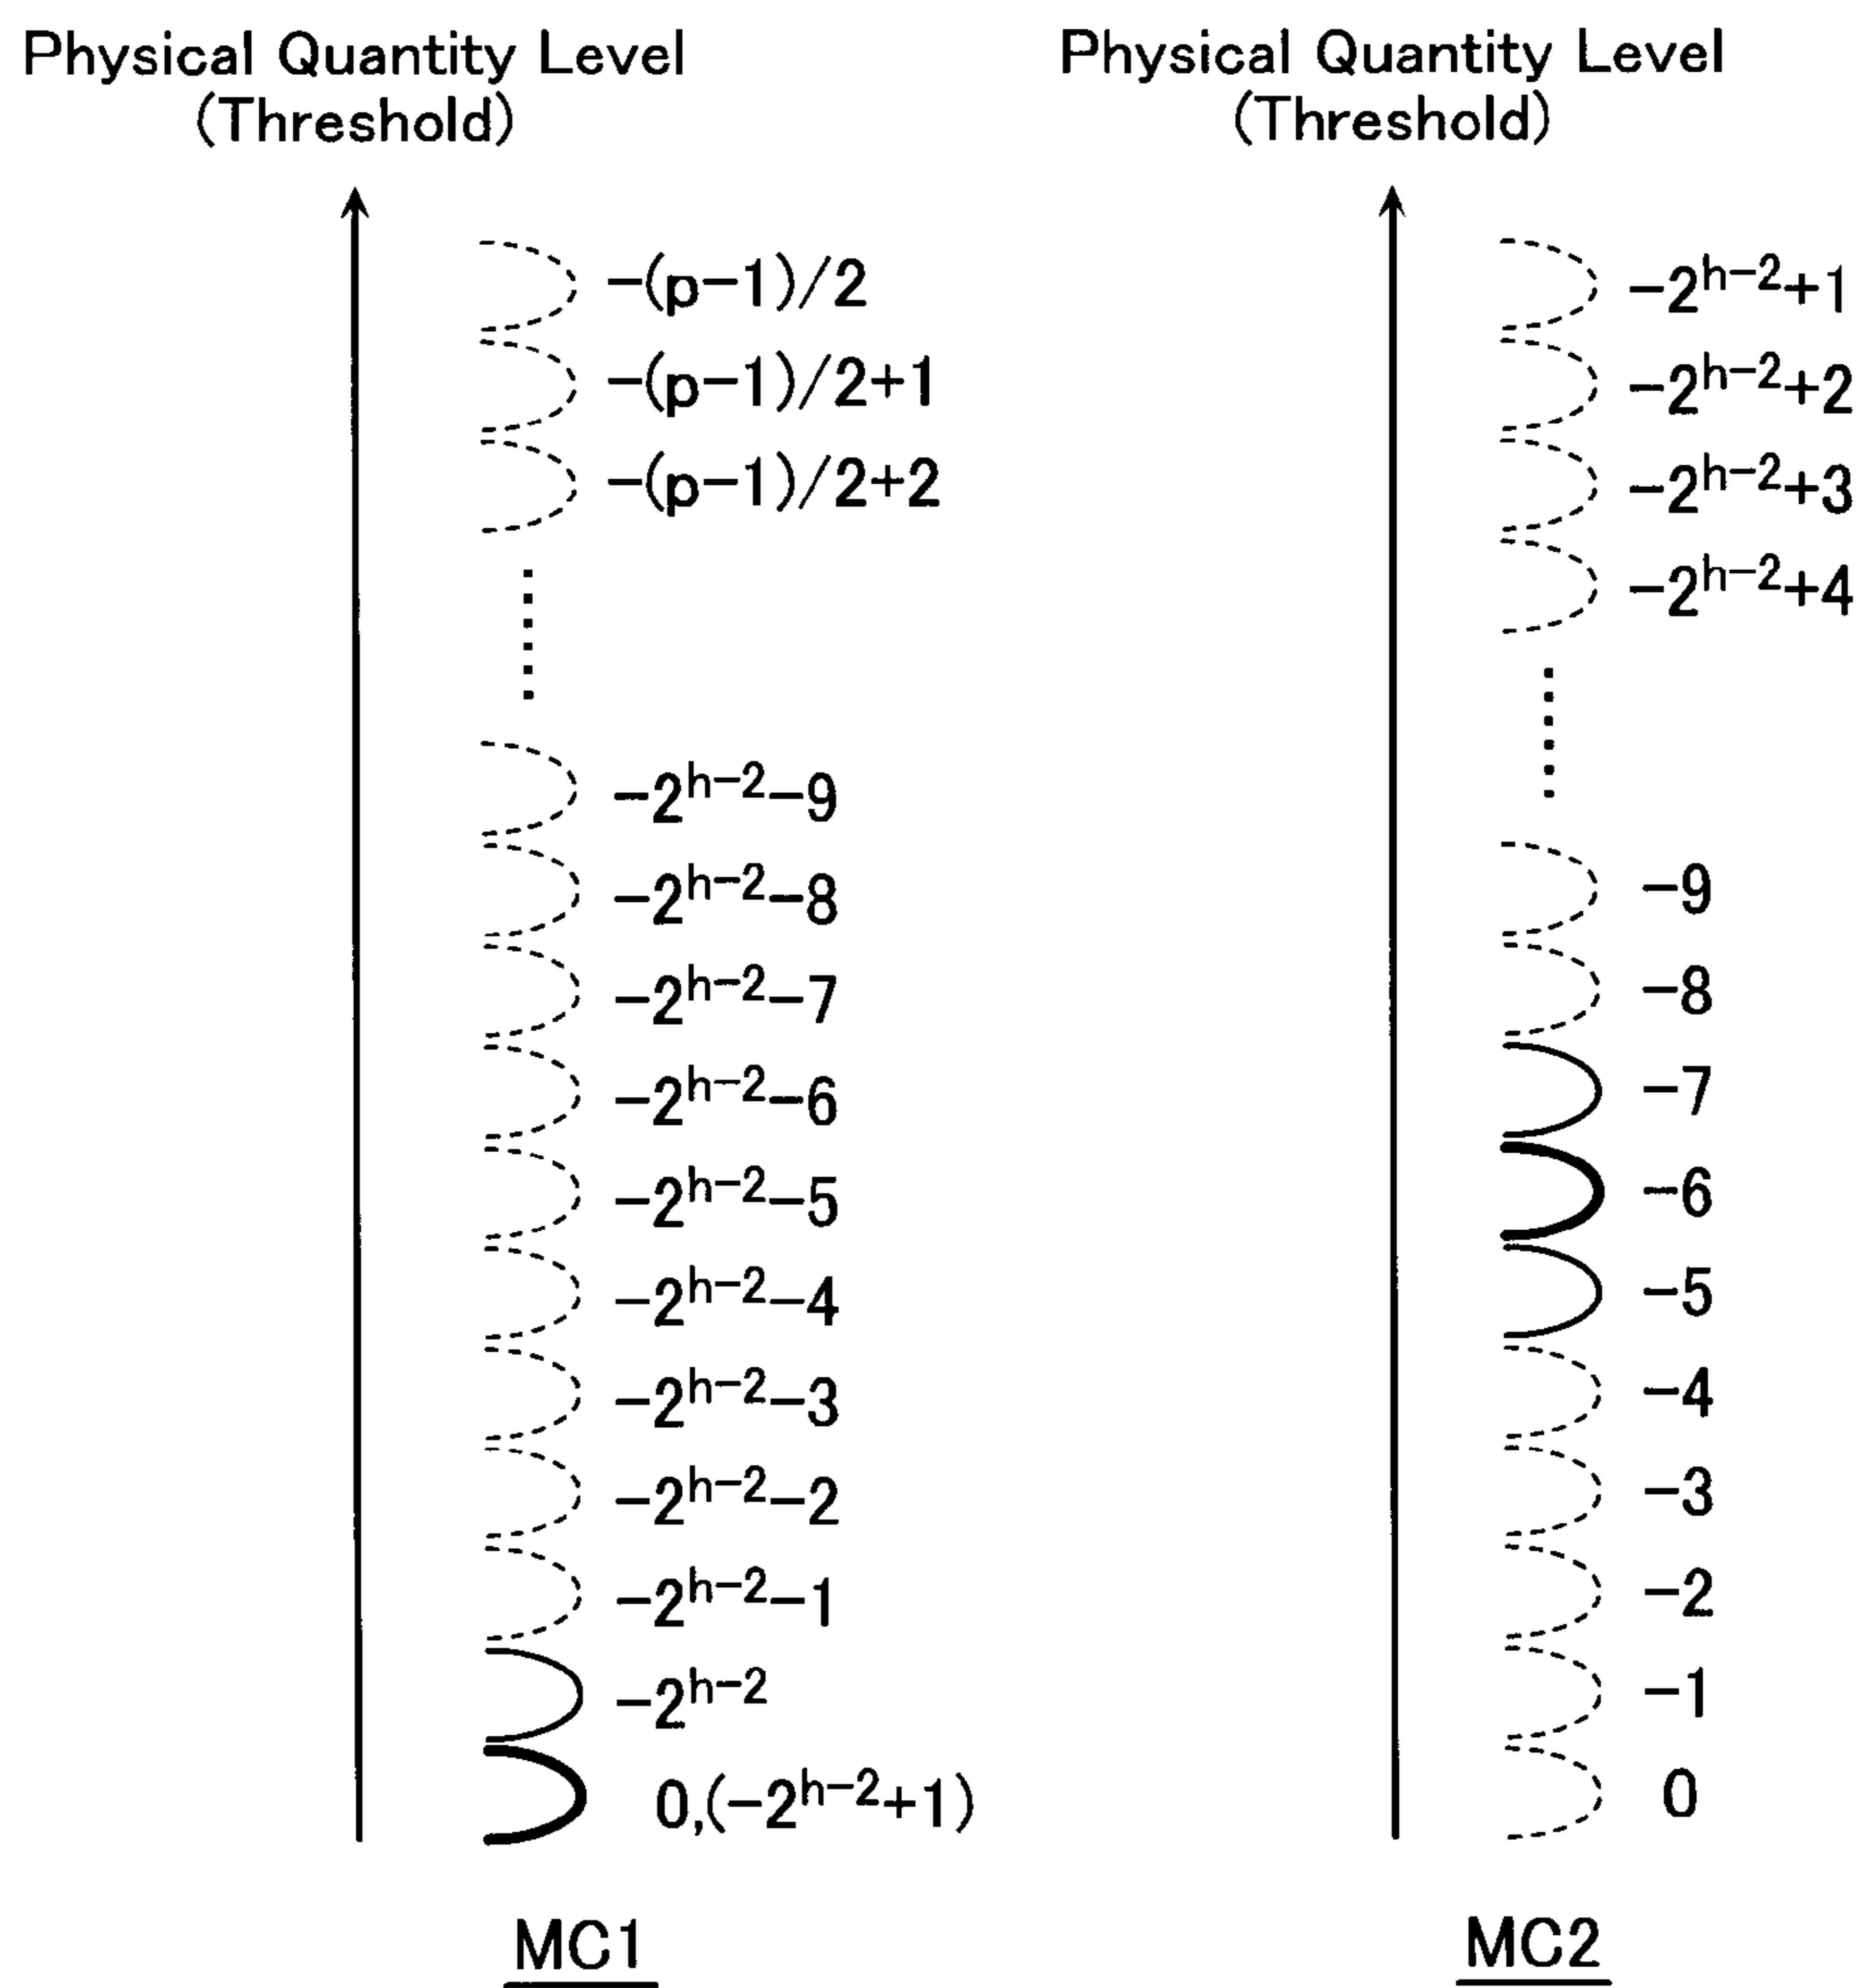 Physical Quantity Level
(Threshold)
-(p-1)/2
-(p-1)/2+1
-(p-1)/2+2
-2^{h-2}-9
-2^{h-2}-8
-2^{h-2}-7
-2^{h-2}-6
-2^{h-2}-5
-2^{h-2}-4
-2^{h-2}-3
-2^{h-2}-2
-2^{h-2}-1
-2^{h-2}
0,(-2^{h-2}+1)
MC1
Physical Quantity Level
(Threshold)
-2^{h-2}+1
-2^{h-2}+2
-2^{h-2}+3
-2^{h-2}+4
-9
-8
-7
-6
-5
-4
-3
-2
-1
0
MC2